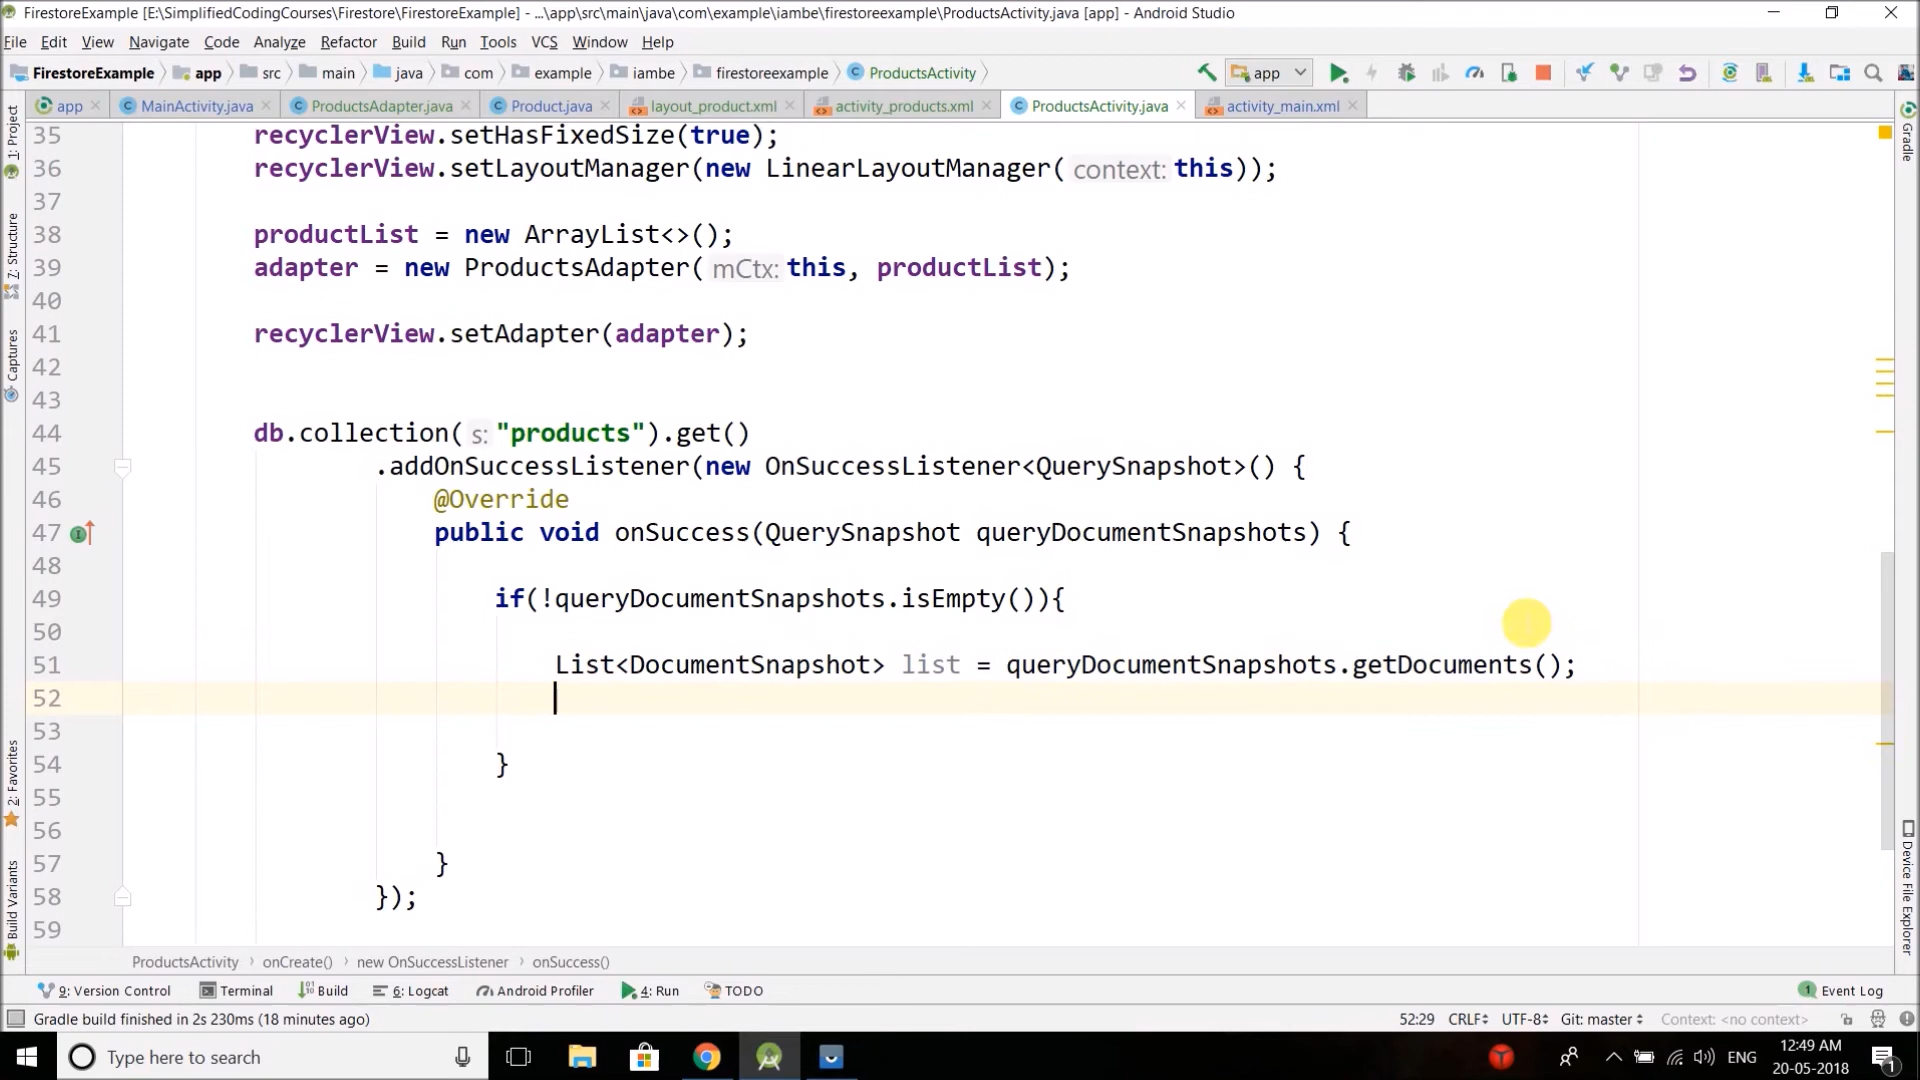 FirestoreExample [E:\SimplifiedCodingCourses\Firestore\FirestoreExample] - ...\app\src\main\java\com\example\iambe\firestoreexample\ProductsActivity.java [app] - Android Studio
File Edit View Navigate Code Analyze Refactor Build Run Tools VCS Window Help
FirestoreExample app src main java com example iambe firestoreexample ProductsActivity app
app MainActivity.java ProductsAdapter.java Product.java layout_product.xml activity_products.xml ProductsActivity.java activity_main.xml
1: Project
7: Structure
Captures
2: Favorites
Build Variants
Gradle
Device File Explorer
35 recyclerView.setHasFixedSize(true);
36 recyclerView.setLayoutManager(new LinearLayoutManager( context: this));
37
38 productList = new ArrayList<>();
39 adapter = new ProductsAdapter( mCtx: this, productList);
40
41 recyclerView.setAdapter(adapter);
42
43
44 db.collection( s: "products").get()
45 .addOnSuccessListener(new OnSuccessListener<QuerySnapshot>() {
46 @Override
47 public void onSuccess(QuerySnapshot queryDocumentSnapshots) {
48
49 if(!queryDocumentSnapshots.isEmpty()){
50
51 List<DocumentSnapshot> list = queryDocumentSnapshots.getDocuments();
52
53
54 }
55
56
57 }
58 });
59
ProductsActivity onCreate() new OnSuccessListener onSuccess()
9: Version Control Terminal Build 6: Logcat Android Profiler 4: Run TODO 1 Event Log
Gradle build finished in 2s 230ms (18 minutes ago) 52:29 CRLF UTF-8 Git: master Context: <no context>
Type here to search ENG 12:49 AM
20-05-2018 1